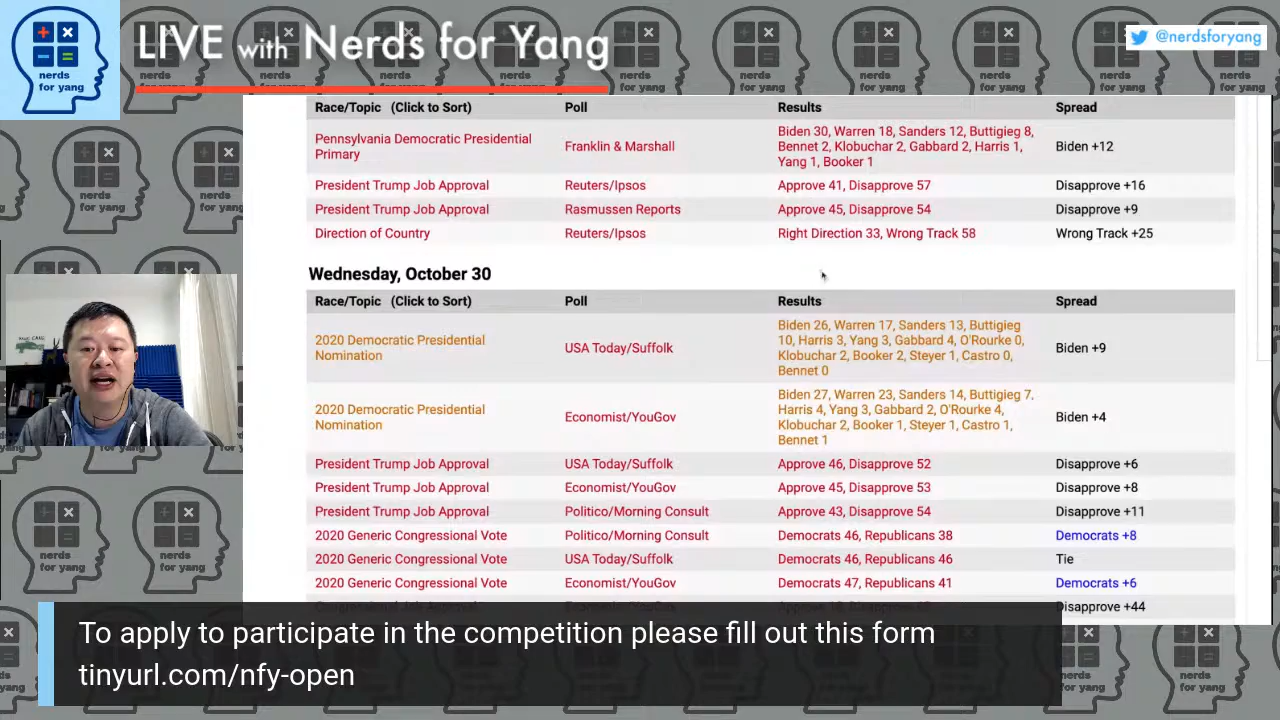 nerds
for yang
LIVE with Nerds for Yang
@nerdsforyang
Race/Topic (Click to Sort) Poll Results Spread
Pennsylvania Democratic Presidential
Primary
Franklin & Marshall
Biden 30, Warren 18, Sanders 12, Buttigieg 8,
Bennet 2, Klobuchar 2, Gabbard 2, Harris 1,
Yang 1, Booker 1
Biden +12
President Trump Job Approval Reuters/Ipsos Approve 41, Disapprove 57 Disapprove +16
President Trump Job Approval Rasmussen Reports Approve 45, Disapprove 54 Disapprove +9
Direction of Country Reuters/Ipsos Right Direction 33, Wrong Track 58 Wrong Track +25
Wednesday, October 30
Race/Topic (Click to Sort) Poll Results Spread
2020 Democratic Presidential
Nomination
USA Today/Suffolk
Biden 26, Warren 17, Sanders 13, Buttigieg
10, Harris 3, Yang 3, Gabbard 4, O'Rourke 0,
Klobuchar 2, Booker 2, Steyer 1, Castro 0,
Bennet 0
Biden +9
2020 Democratic Presidential
Nomination
Economist/YouGov
Biden 27, Warren 23, Sanders 14, Buttigieg 7,
Harris 4, Yang 3, Gabbard 2, O'Rourke 4,
Klobuchar 2, Booker 1, Steyer 1, Castro 1,
Bennet 1
Biden +4
President Trump Job Approval USA Today/Suffolk Approve 46, Disapprove 52 Disapprove +6
President Trump Job Approval Economist/YouGov Approve 45, Disapprove 53 Disapprove +8
President Trump Job Approval Politico/Morning Consult Approve 43, Disapprove 54 Disapprove +11
2020 Generic Congressional Vote Politico/Morning Consult Democrats 46, Republicans 38 Democrats +8
2020 Generic Congressional Vote USA Today/Suffolk Democrats 46, Republicans 46 Tie
2020 Generic Congressional Vote Economist/YouGov Democrats 47, Republicans 41 Democrats +6
Disapprove +44
To apply to participate in the competition please fill out this form
tinyurl.com/nfy-open